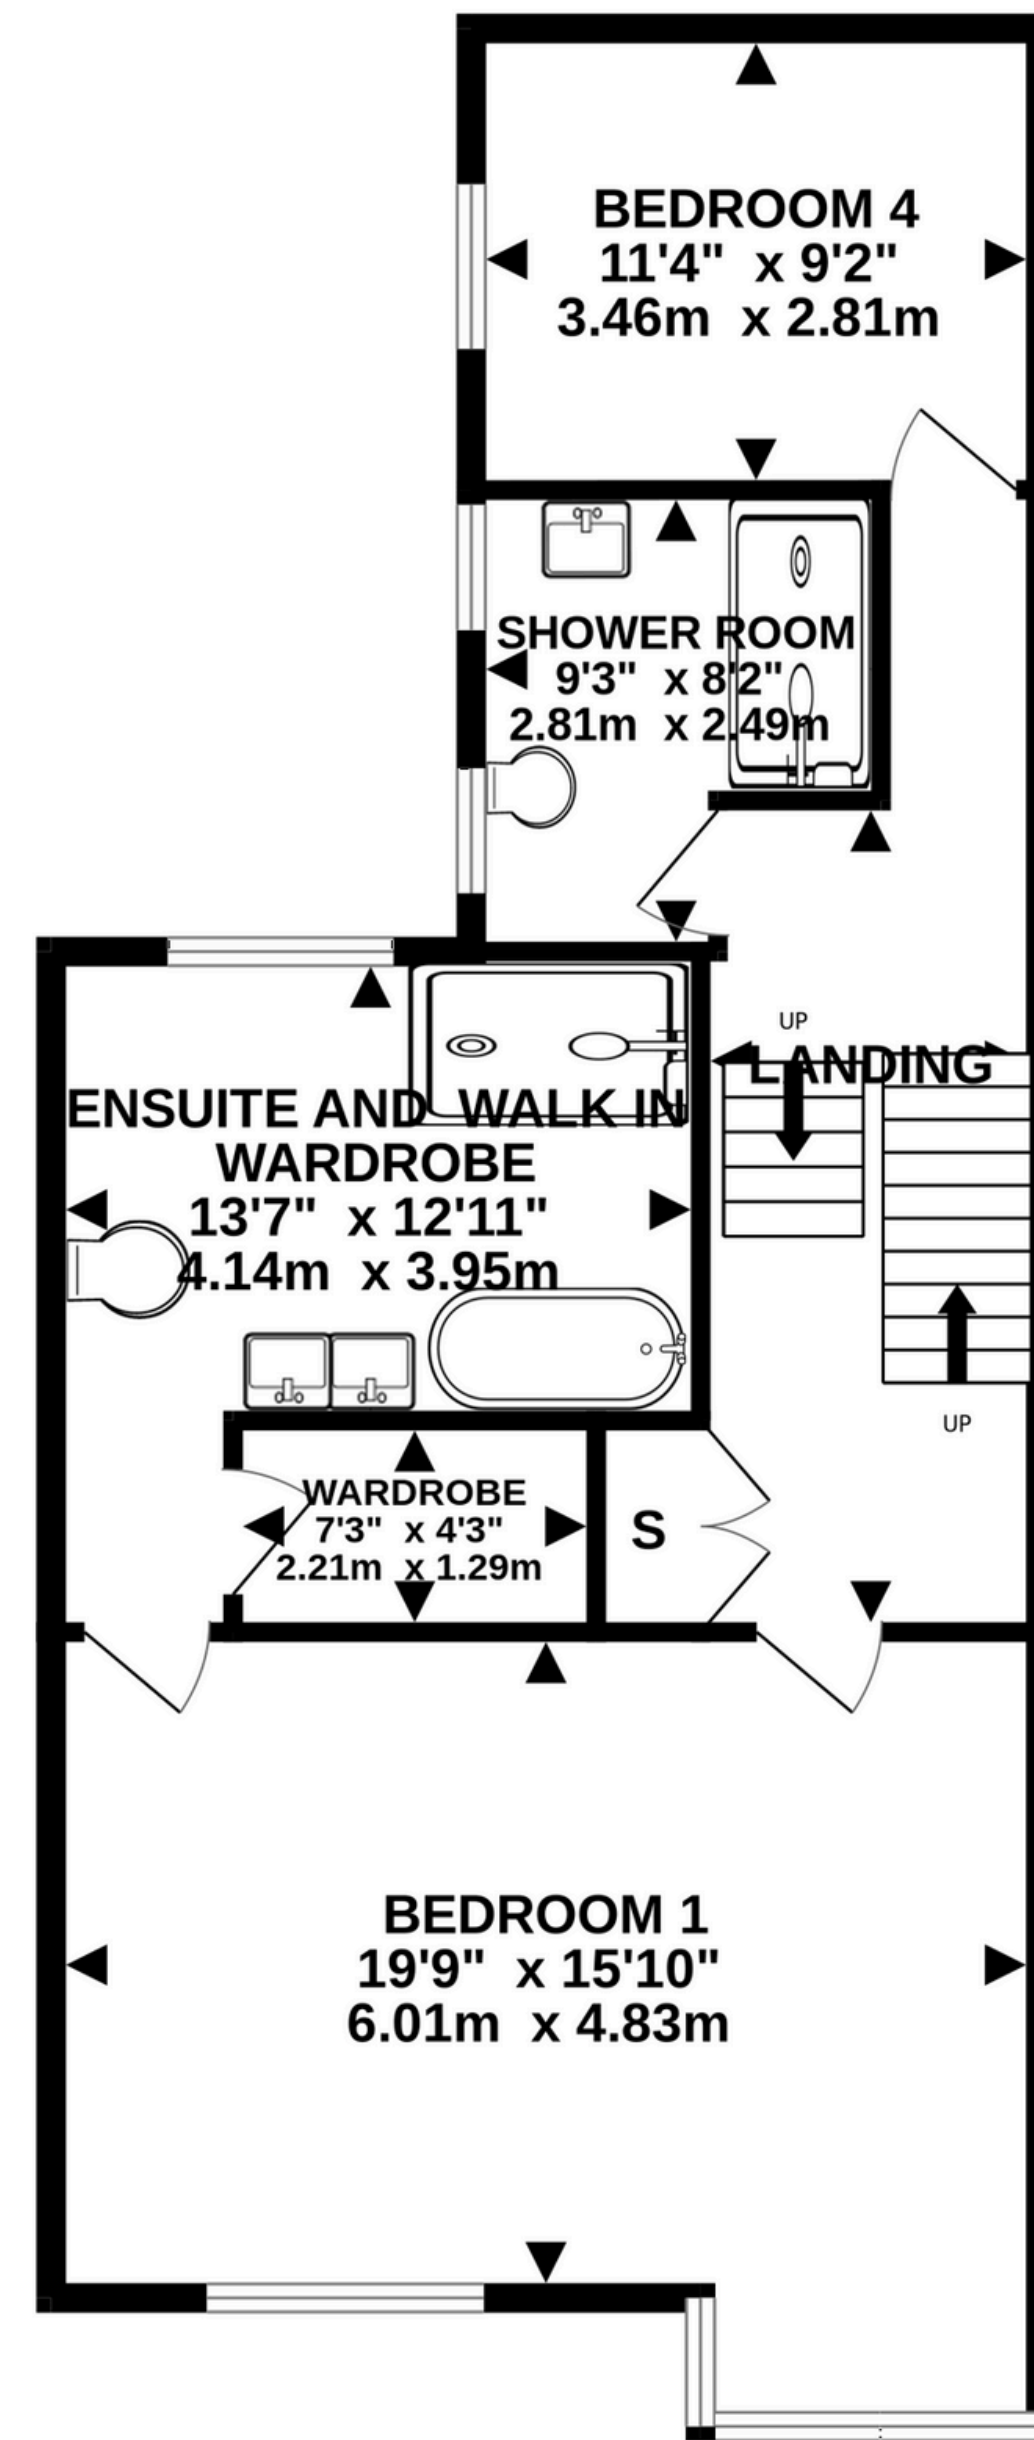 BEDROOM 4
11'4" x 9'2"
3.46m x 2.81m
SHOWER ROOM
9'3" x 8'2"
2.81m x 2.49m
UP
LANDING
ENSUITE AND WALK IN
WARDROBE
13'7" x 12'11"
4.14m x 3.95m
UP
WARDROBE
7'3" x 4'3"
2.21m x 1.29m
S
BEDROOM 1
19'9" x 15'10"
6.01m x 4.83m